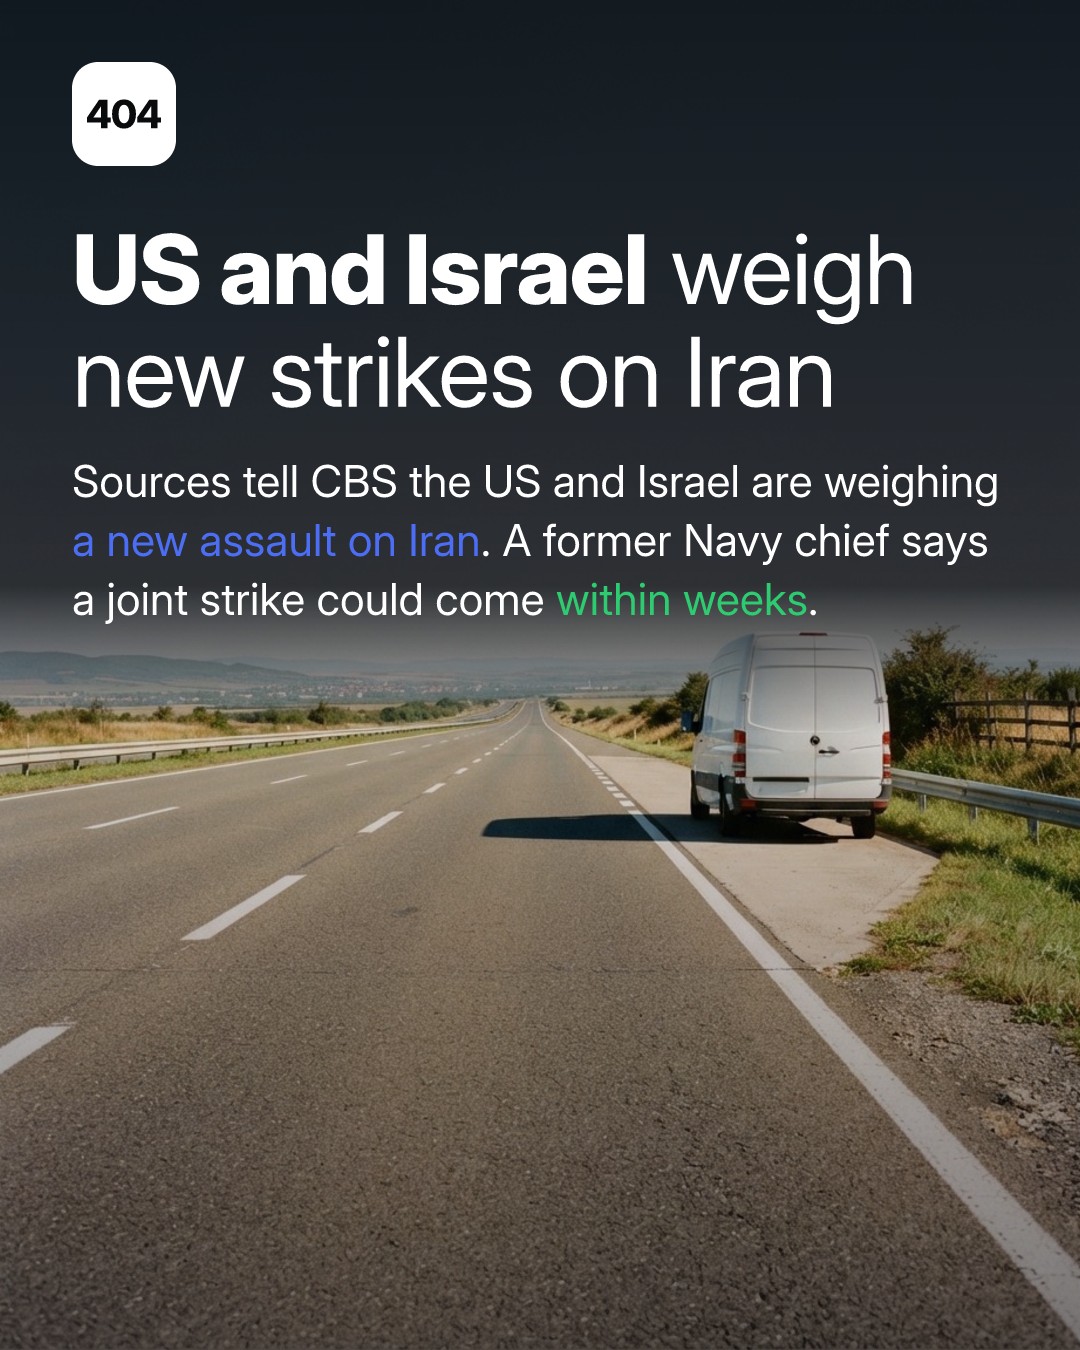 404
US and Israel weigh
new strikes on Iran
Sources tell CBS the US and Israel are weighing
a new assault on Iran. A former Navy chief says
a joint strike could come within weeks.